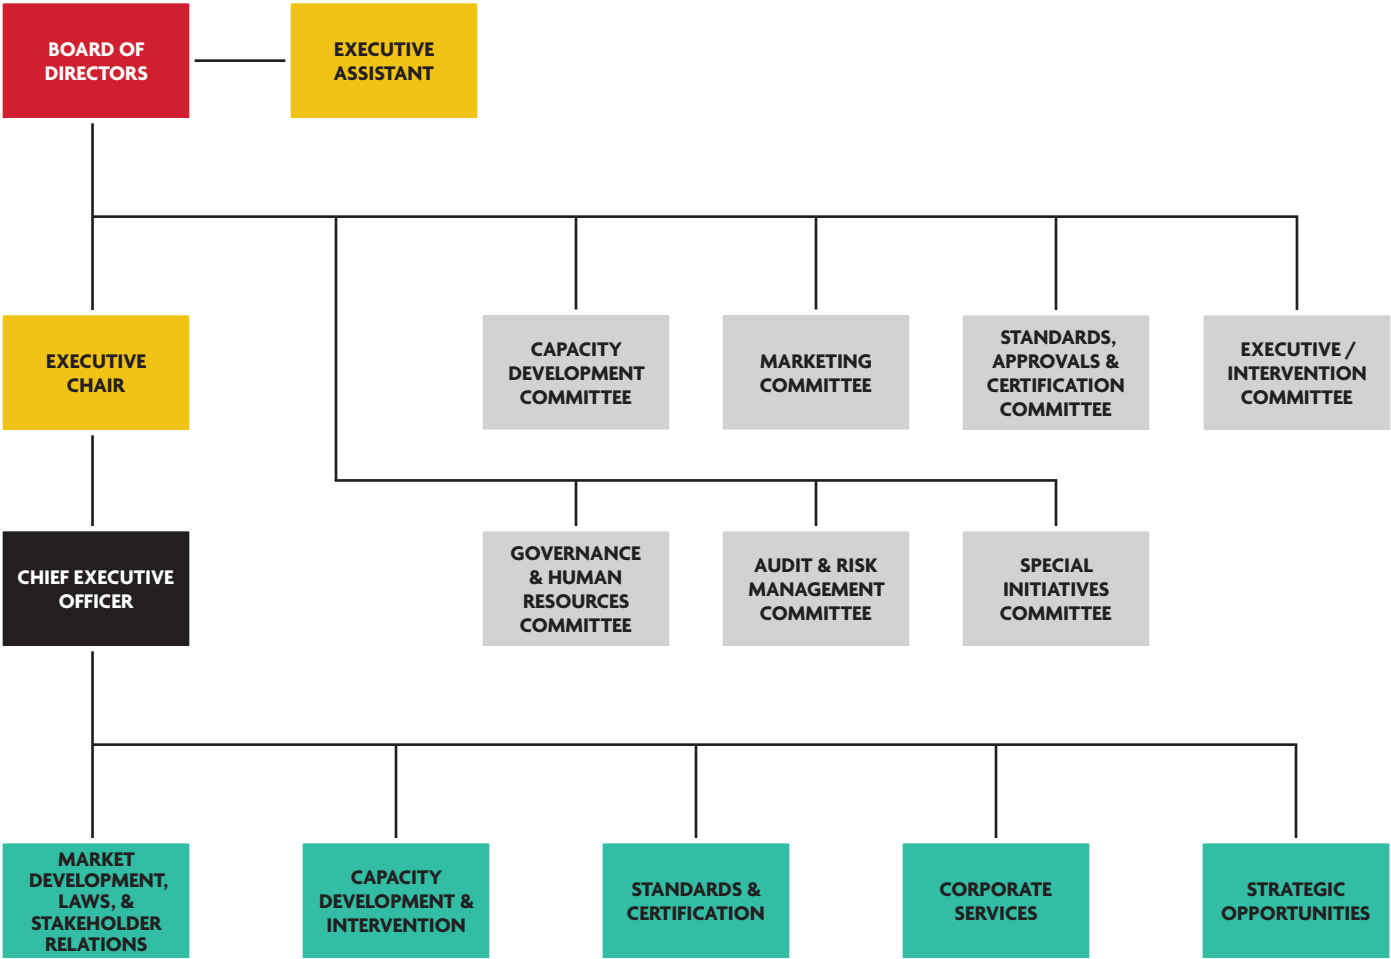 BOARD OF
DIRECTORS
EXECUTIVE
ASSISTANT
EXECUTIVE
CHAIR
CAPACITY
DEVELOPMENT
COMMITTEE
MARKETING
COMMITTEE
STANDARDS,
APPROVALS &
CERTIFICATION
COMMITTEE
EXECUTIVE /
INTERVENTION
COMMITTEE
CHIEF EXECUTIVE
OFFICER
GOVERNANCE
& HUMAN
RESOURCES
COMMITTEE
AUDIT & RISK
MANAGEMENT
COMMITTEE
SPECIAL
INITIATIVES
COMMITTEE
MARKET
DEVELOPMENT,
LAWS, &
STAKEHOLDER
RELATIONS
CAPACITY
DEVELOPMENT &
INTERVENTION
STANDARDS &
CERTIFICATION
CORPORATE
SERVICES
STRATEGIC
OPPORTUNITIES